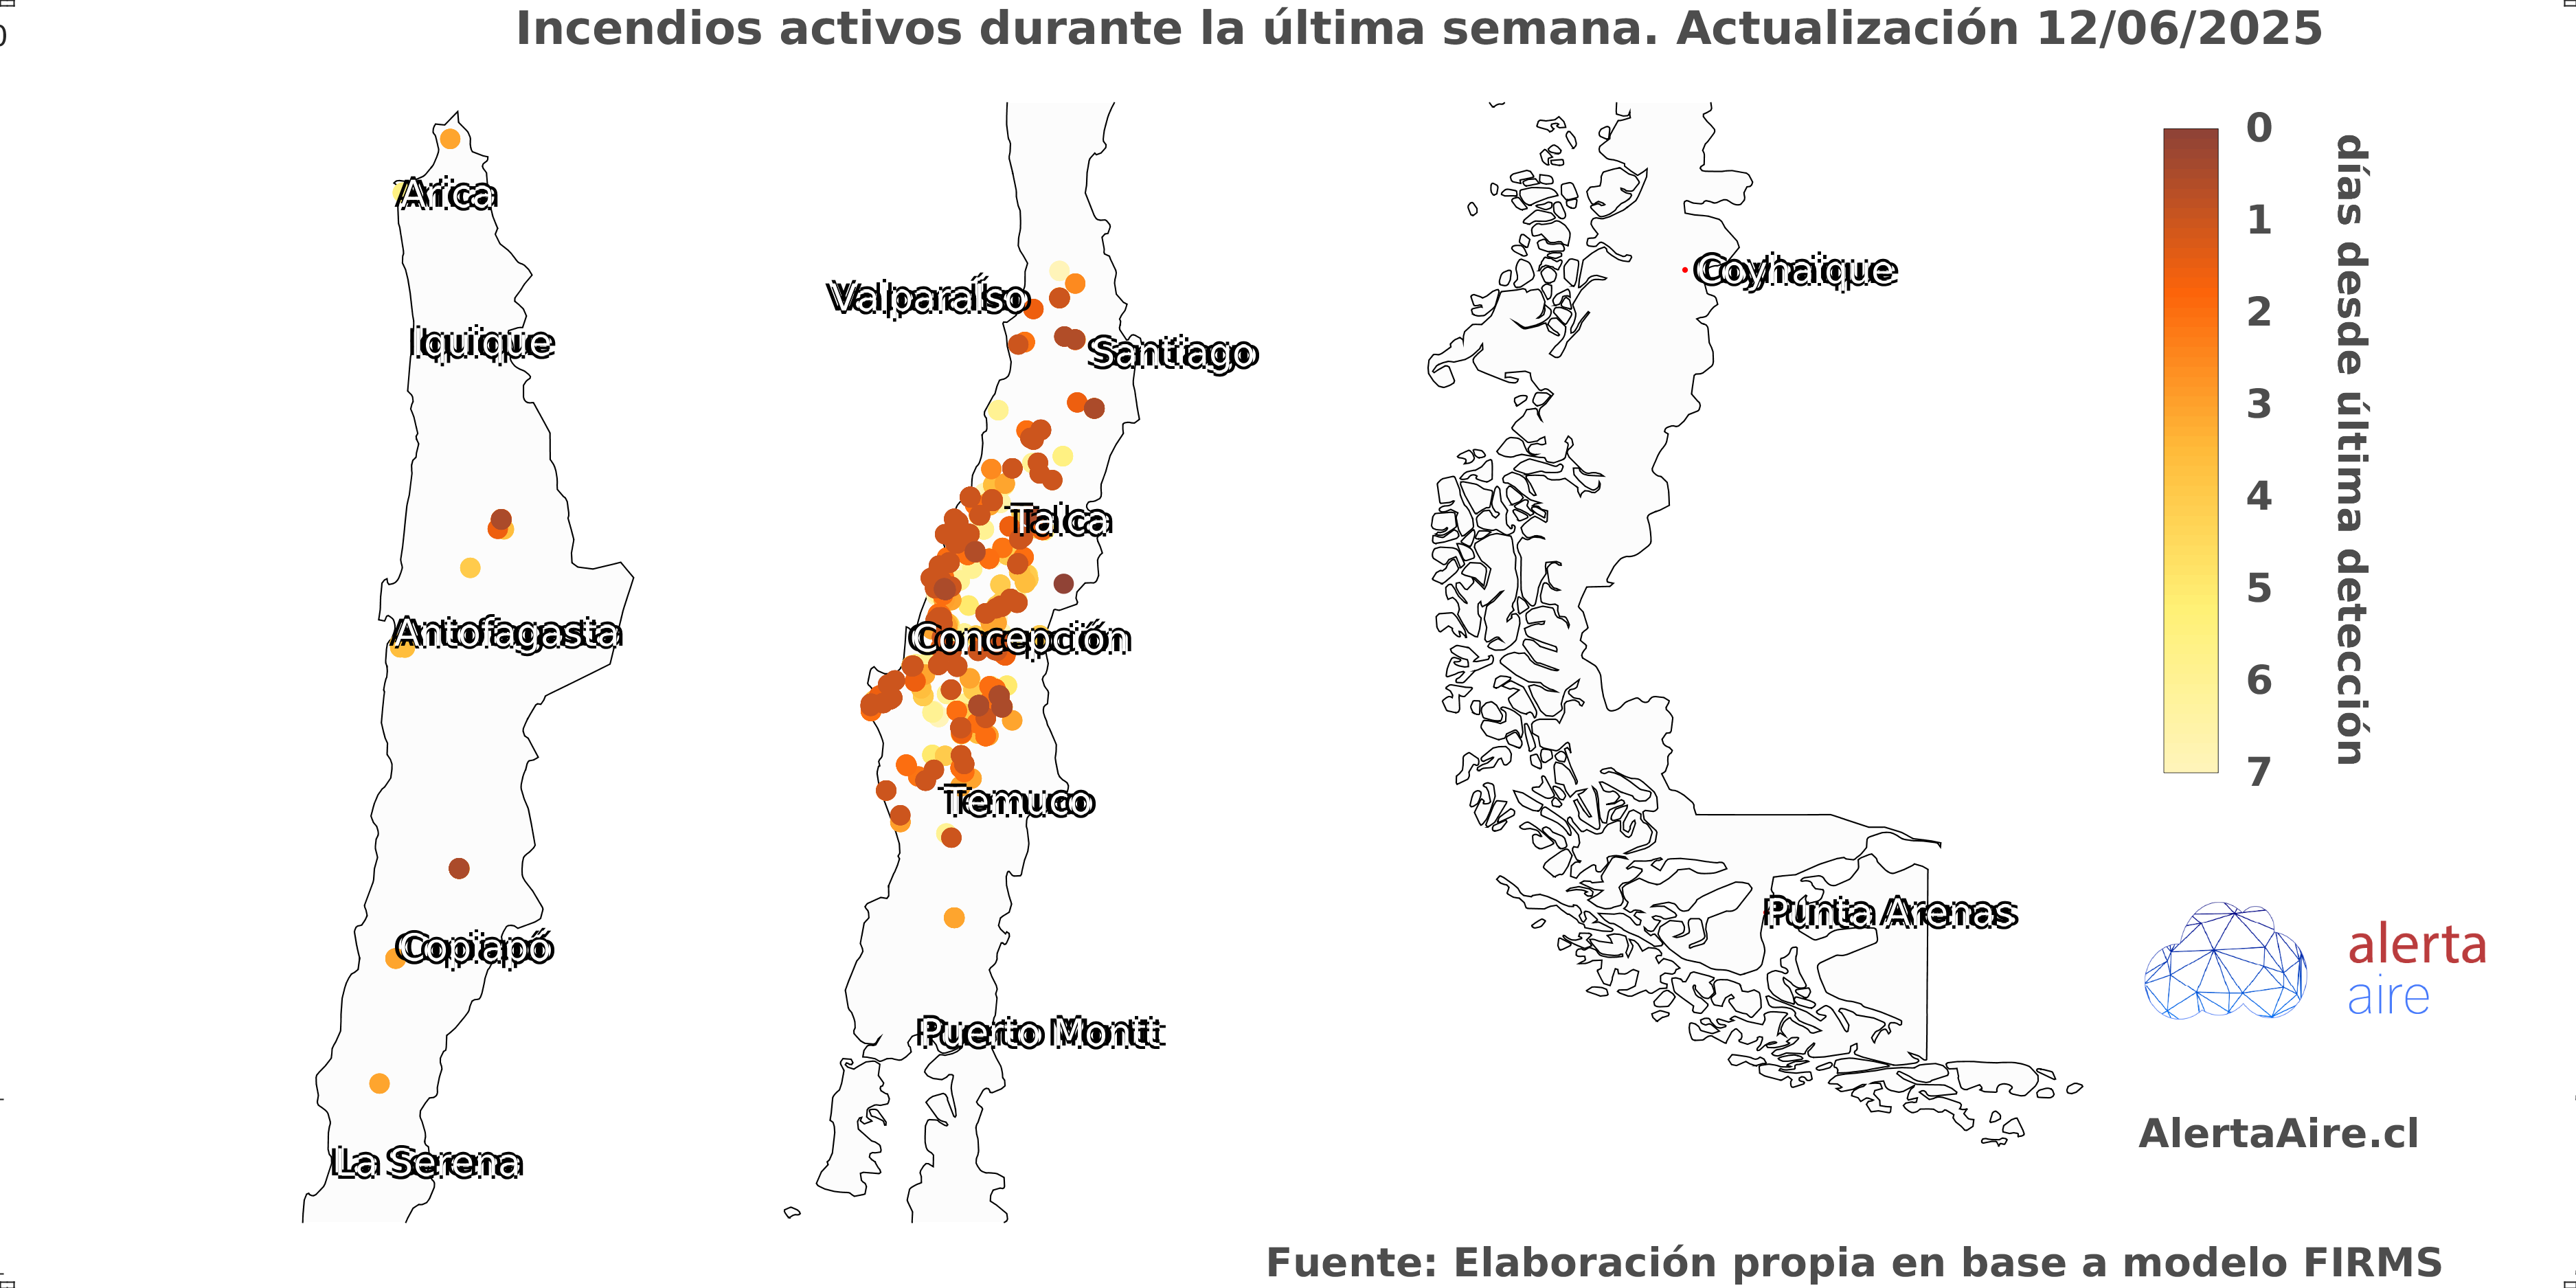 Incendios activos durante la última semana. Actualización 12/06/2025
Arica
Iquique
Antofagasta
Copiapó
La Serena
Valparaíso
Santiago
Talca
Concepción
Temuco
Puerto Montt
Coyhaique
Punta Arenas
0
1
2
3
4
5
6
7
días desde última detección
alerta
aire
AlertaAire.cl
Fuente: Elaboración propia en base a modelo FIRMS